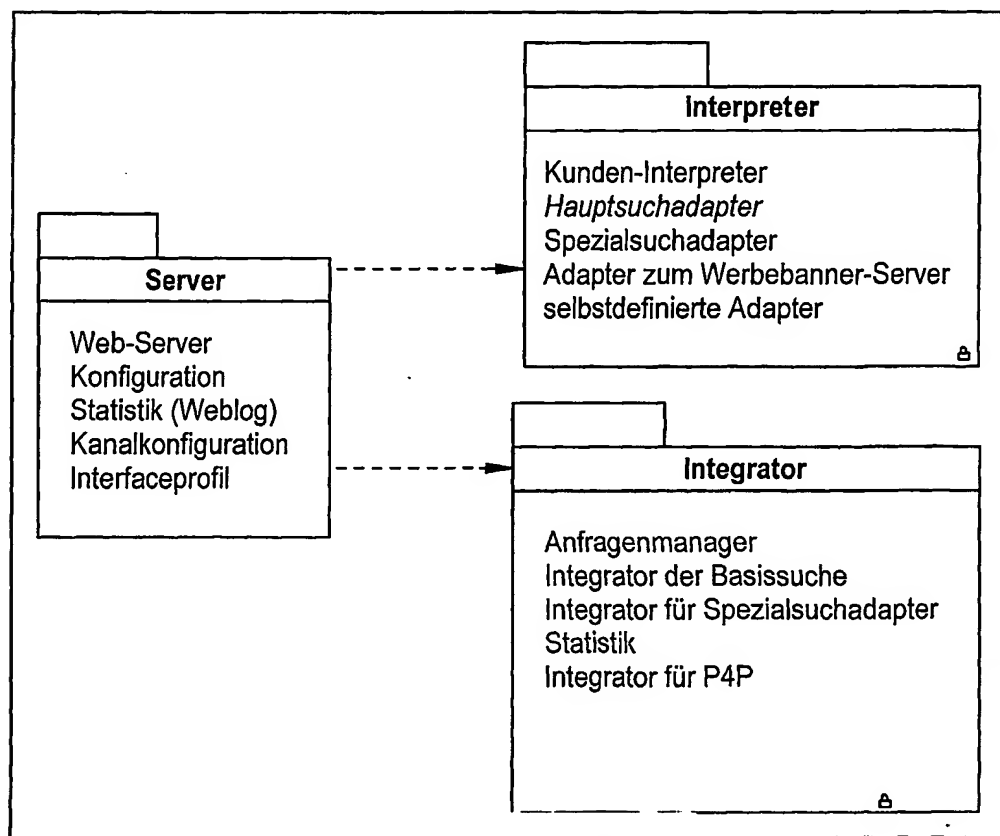 Interpreter
Kunden-Interpreter
Hauptsuchadapter
Spezialsuchadapter
Adapter zum Werbebanner-Server
selbstdefinierte Adapter
Server
Web-Server
Konfiguration
Statistik (Weblog)
Kanalkonfiguration
Interfaceprofil
Integrator
Anfragenmanager
Integrator der Basissuche
Integrator für Spezialsuchadapter
Statistik
Integrator für P4P